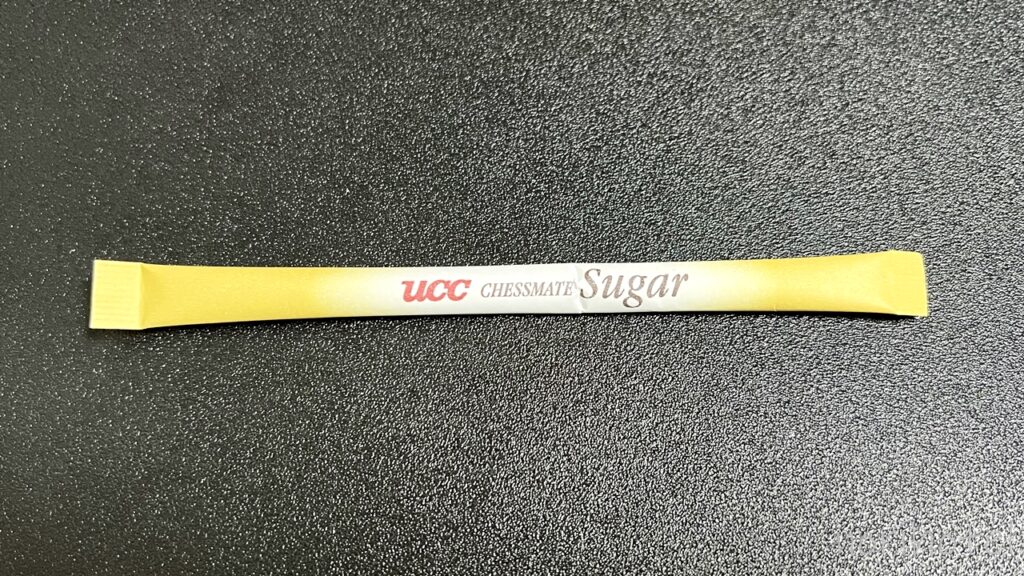 UCC CHESSMATE Sugar